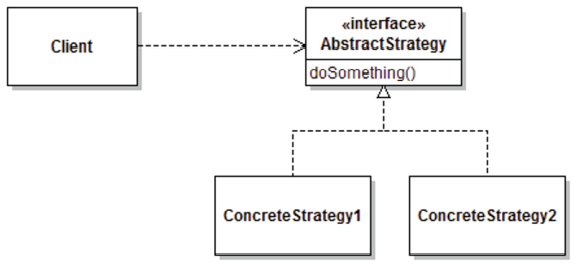 Client
«interface»
AbstractStrategy
doSomething()
ConcreteStrategy1
ConcreteStrategy2